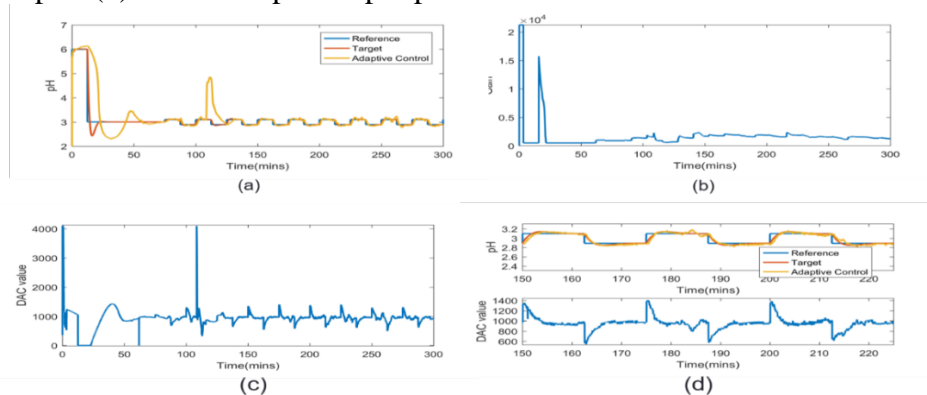 7
6
5
4
3
2
pH
Reference
Target
Adaptive Control
0 50 100 150 200 250 300
Time(mins)
(a)
×10⁴
2
1.5
1
0.5
0
0 50 100 150 200 250 300
Time(mins)
(b)
4000
3000
2000
1000
0
DAC value
0 50 100 150 200 250 300
Time(mins)
(c)
3.2
3
2.8
2.6
2.4
pH
Reference
Target
Adaptive Control
150 160 170 180 190 200 210 220
Time(mins)
1400
1200
1000
800
600
DAC value
150 160 170 180 190 200 210 220
Time(mins)
(d)